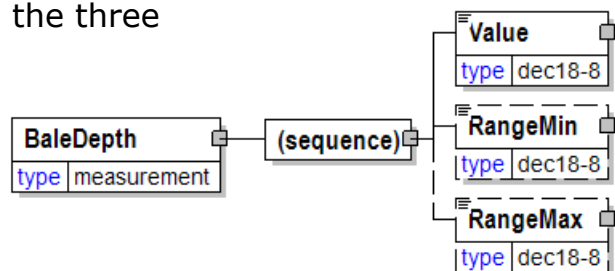 the three
Value
type dec18-8
BaleDepth
type measurement
(sequence)
RangeMin
type dec18-8
RangeMax
type dec18-8